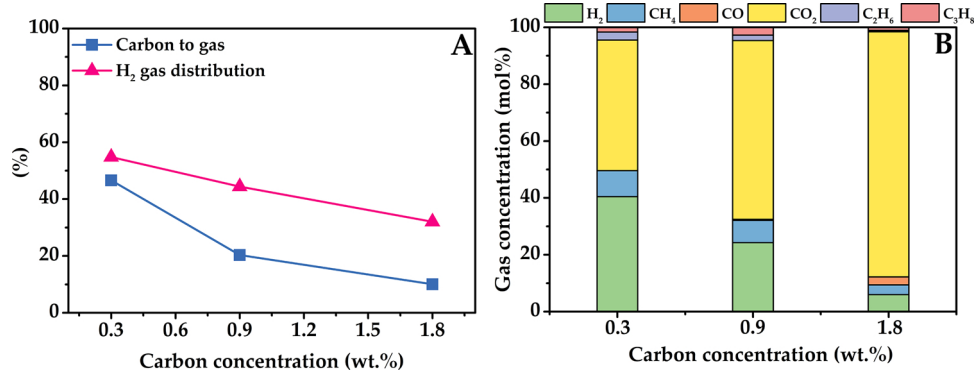 A
Carbon to gas
H₂ gas distribution
100
80
60
40
20
0
(%)
0.3 0.6 0.9 1.2 1.5 1.8
Carbon concentration (wt.%)
H₂ CH₄ CO CO₂ C₂H₆ C₃H₈
B
100
80
60
40
20
0
Gas concentration (mol%)
0.3 0.9 1.8
Carbon concentration (wt.%)